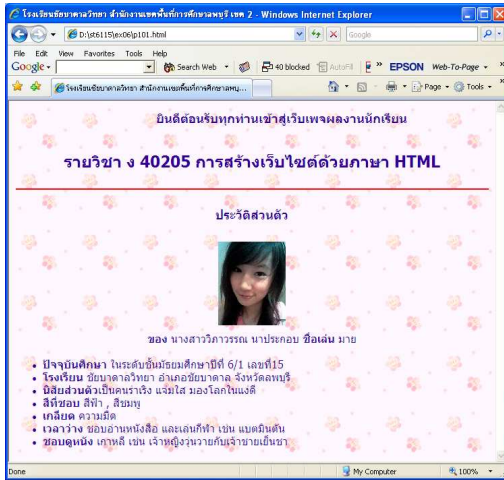 โรงเรียนชัยบาดาลวิทยา สำนักงานเขตพื้นที่การศึกษาลพบุรี เขต 2 - Windows Internet Explorer
D:\st6115\ex06\p101.html
Google
File Edit View Favorites Tools Help
Google Search Web 40 blocked AutoFill EPSON Web-To-Page
โรงเรียนชัยบาดาลวิทยา สำนักงานเขตพื้นที่การศึกษาลพบุ... Page Tools
ยินดีต้อนรับทุกท่านเข้าสู่เว็บเพจผลงานนักเรียน
รายวิชา ง 40205 การสร้างเว็บไซต์ด้วยภาษา HTML
ประวัติส่วนตัว
ของ นางสาววิภาวรรณ นาประกอบ ชื่อเล่น มาย
ปัจจุบันศึกษา ในระดับชั้นมัธยมศึกษาปีที่ 6/1 เลขที่15
โรงเรียน ชัยบาดาลวิทยา อำเภอชัยบาดาล จังหวัดลพบุรี
นิสัยส่วนตัวเป็นคนร่าเริง แจ่มใส มองโลกในแง่ดี
สีที่ชอบ สีฟ้า , สีชมพู
เกลียด ความมืด
เวลาว่าง ชอบอ่านหนังสือ และเล่นกีฬา เช่น แบดมินตัน
ชอบดูหนัง เกาหลี เช่น เจ้าหญิงวุ่นวายกับเจ้าชายเย็นชา
Done My Computer 100%